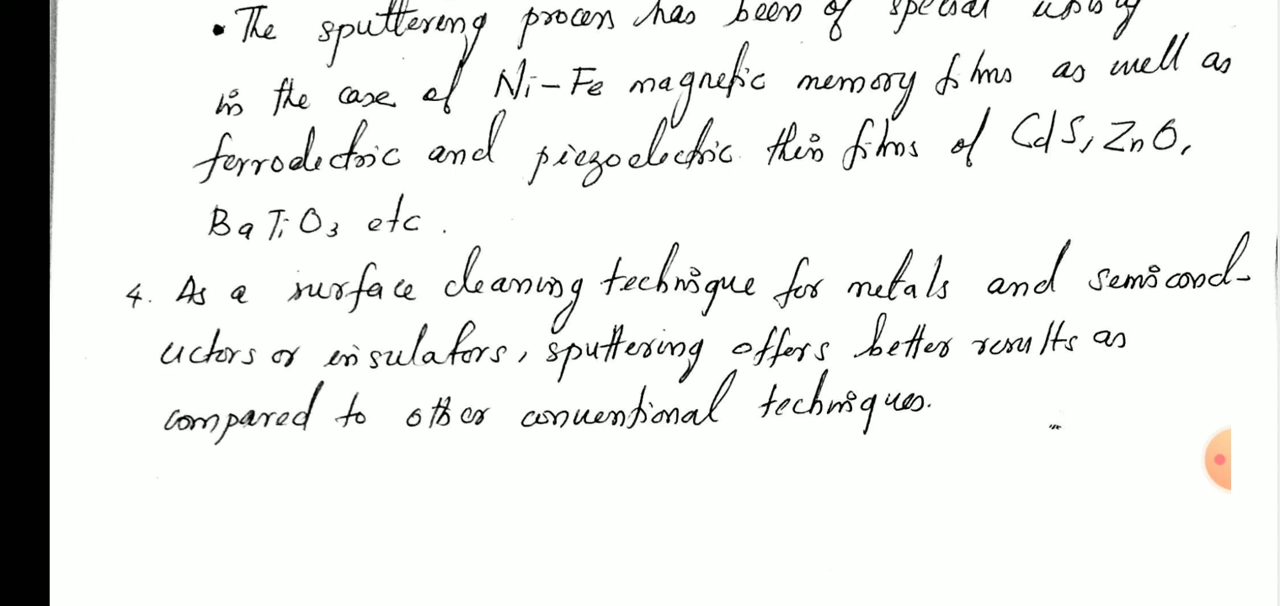 • The sputtering process has been of special
in the case of Ni-Fe magnetic memory films as well as
ferroelectric and piezoelectric thin films of CdS, ZnO,
BaTiO3 etc.
4. As a surface cleaning technique for metals and semicond-
uctors or insulators, sputtering offers better results as
compared to other conventional techniques.